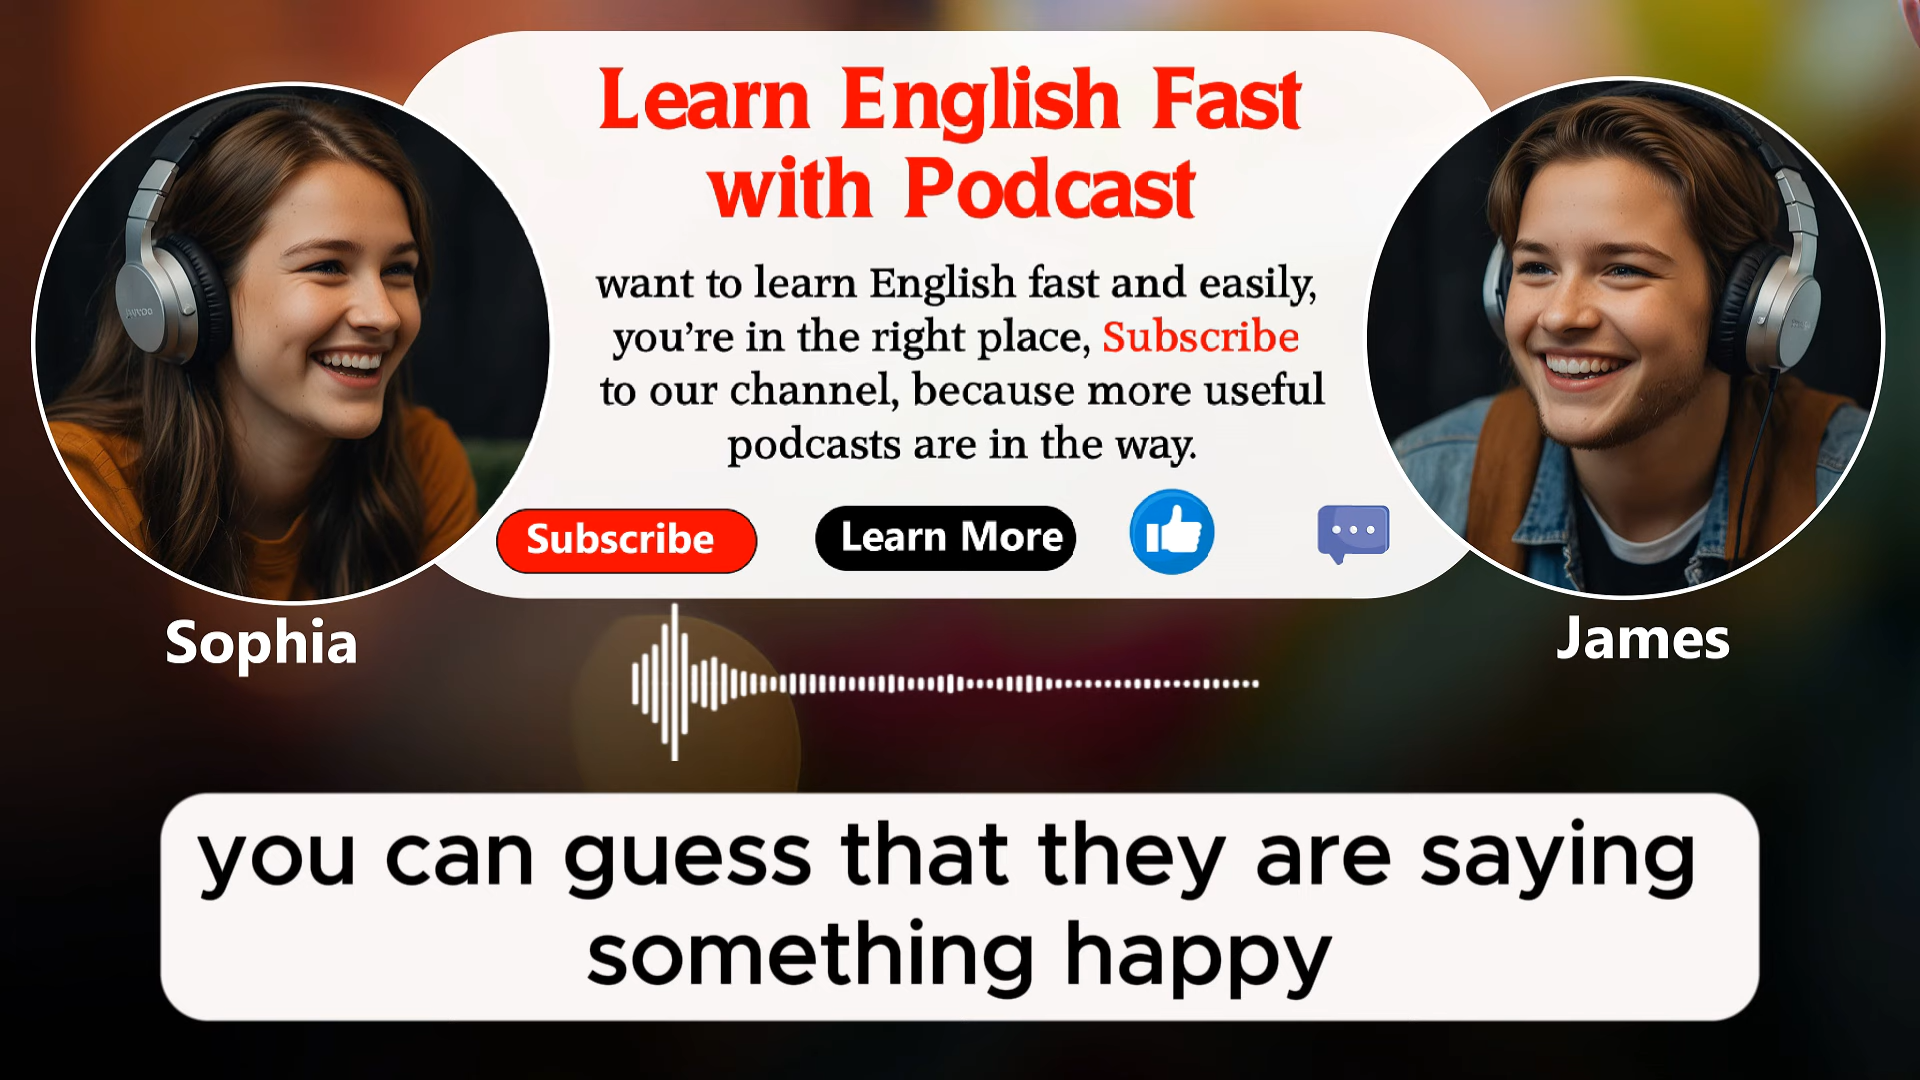 Learn English Fast
with Podcast
want to learn English fast and easily,
you're in the right place, Subscribe
to our channel, because more useful
podcasts are in the way.
Subscribe
Learn More
Sophia
James
you can guess that they are saying
something happy